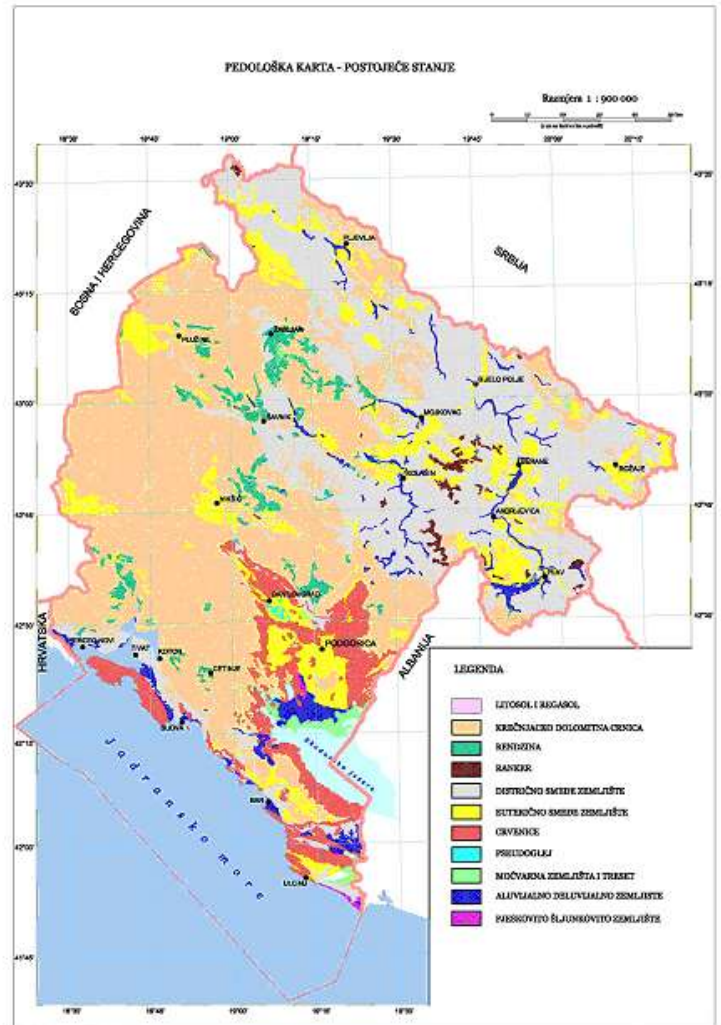 PEDOLOŠKA KARTA - POSTOJEĆE STANJE
Razmjera 1 : 900 000
BOSNA I HERCEGOVINA
SRBIJA
HRVATSKA
ALBANIJA
PLJEVLJA
PLUŽINE
ŽABLJAK
BIJELO POLJE
MOJKOVAC
ŠAVNIK
KOLAŠIN
BERANE
ROŽAJE
NIKŠIĆ
ANDRIJEVICA
PLAV
DANILOVGRAD
PODGORICA
HERCEG NOVI
TIVAT
KOTOR
CETINJE
BUDVA
BAR
ULCINJ
Skadarsko jezero
Jadransko more
LEGENDA
LITOSOL I REGASOL
KREČNJACKO DOLOMITNA CRNICA
RENDZINA
RANKER
DISTRIČNO SMEĐE ZEMLJIŠTE
EUTRIČNO SMEĐE ZEMLJIŠTE
CRVENICE
PSEUDOGLEJ
MOČVARNA ZEMLJIŠTA I TRESET
ALUVIJALNO DELUVIJALNO ZEMLJIŠTE
PJESKOVITO ŠLJUNKOVITO ZEMLJIŠTE